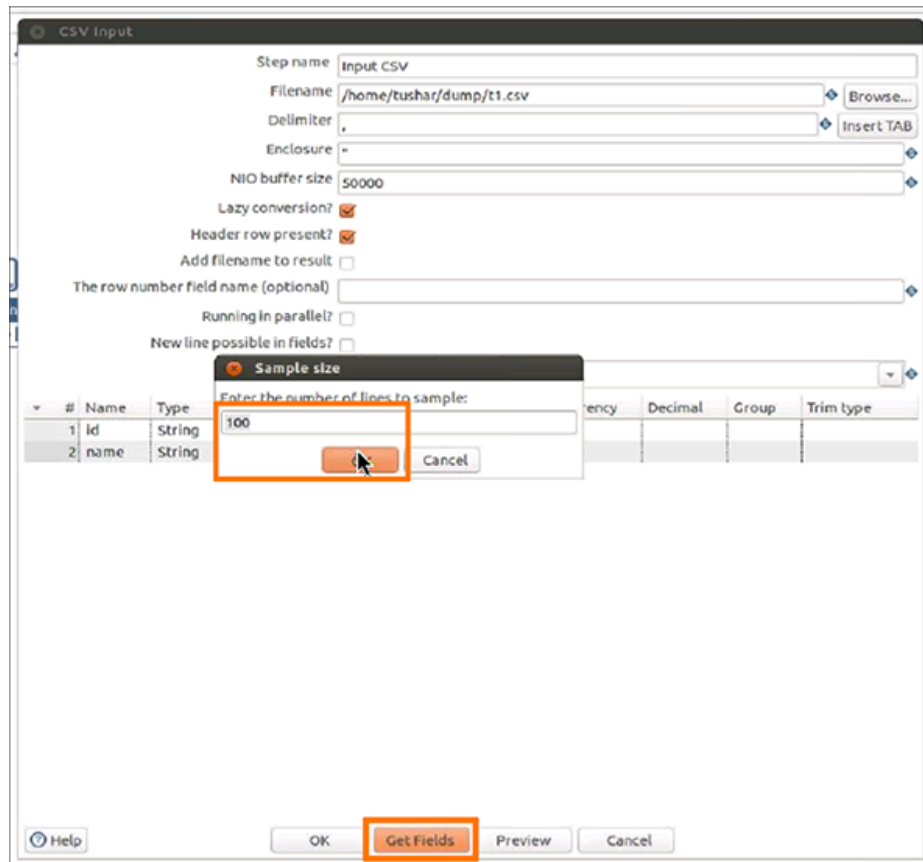 CSV Input
Step name Input CSV
Filename /home/tushar/dump/t1.csv Browse...
Delimiter , Insert TAB
Enclosure "
NIO buffer size 50000
Lazy conversion?
Header row present?
Add filename to result
The row number field name (optional)
Running in parallel?
New line possible in fields?
Sample size
Enter the number of lines to sample:
# Name Type ency Decimal Group Trim type
100
1 id String
2 name String
Cancel
Help OK Get Fields Preview Cancel